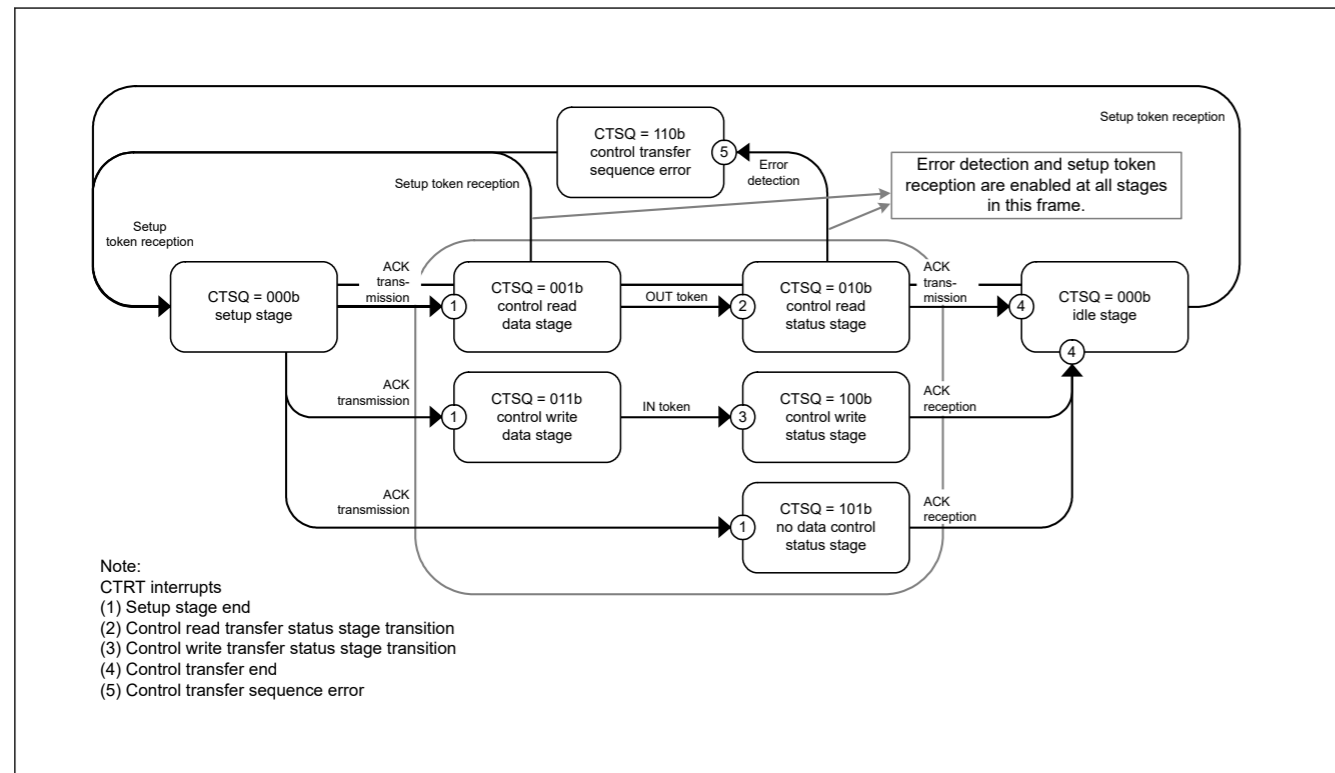 Setup token reception
CTSQ = 110b
control transfer
sequence error
5
Error
detection
Setup token reception
Error detection and setup token
reception are enabled at all stages
in this frame.
Setup
token reception
CTSQ = 000b
setup stage
ACK
trans-
mission
1
CTSQ = 001b
control read
data stage
OUT token
2
CTSQ = 010b
control read
status stage
ACK
trans-
mission
4
CTSQ = 000b
idle stage
4
ACK
transmission
1
CTSQ = 011b
control write
data stage
IN token
3
CTSQ = 100b
control write
status stage
ACK
reception
ACK
transmission
1
CTSQ = 101b
no data control
status stage
ACK
reception
Note:
CTRT interrupts
(1) Setup stage end
(2) Control read transfer status stage transition
(3) Control write transfer status stage transition
(4) Control transfer end
(5) Control transfer sequence error